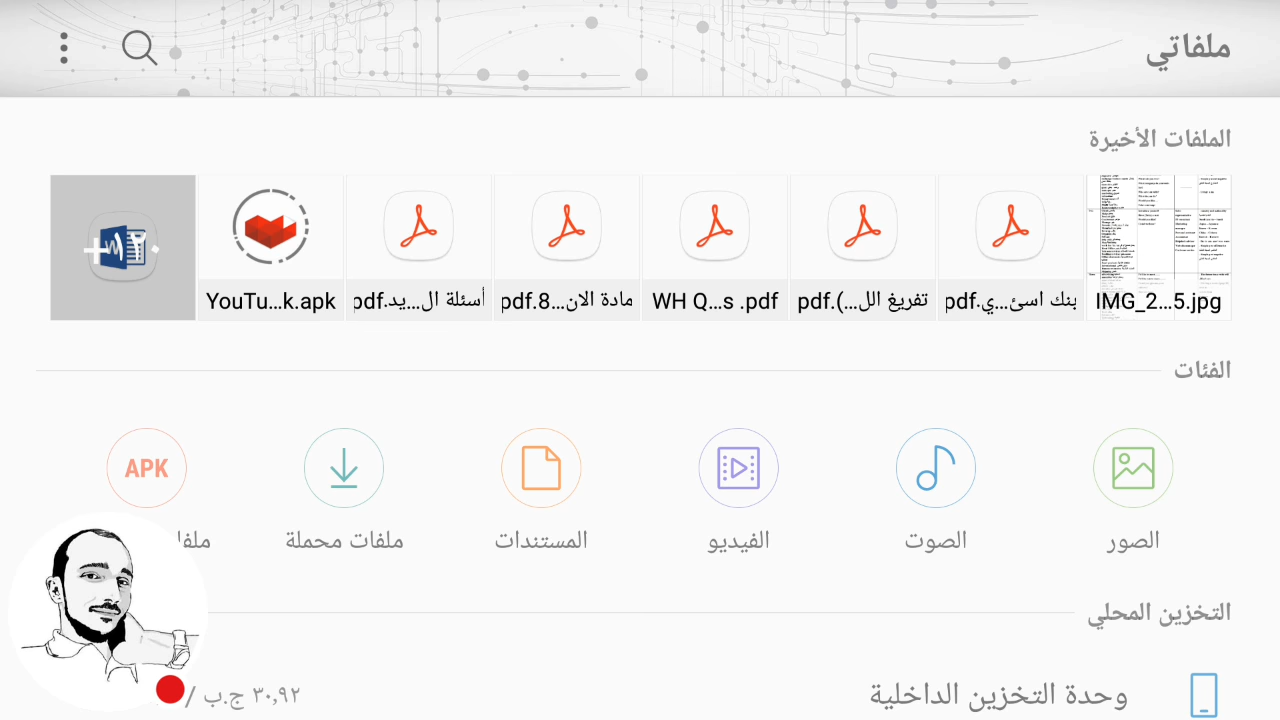 ملفاتي
الملفات الأخيرة
IMG_2...5.jpg
بنك اسئ...ي.pdf
تفريغ الل...(.pdf
WH Q...s .pdf
مادة الان...8.pdf
أسئلة ال...يد.pdf
YouTu...k.apk
+
الفئات
APK
الصور
الصوت
الفيديو
المستندات
ملفات محملة
التخزين المحلي
وحدة التخزين الداخلية
٣٠,٩٢ ج.ب /